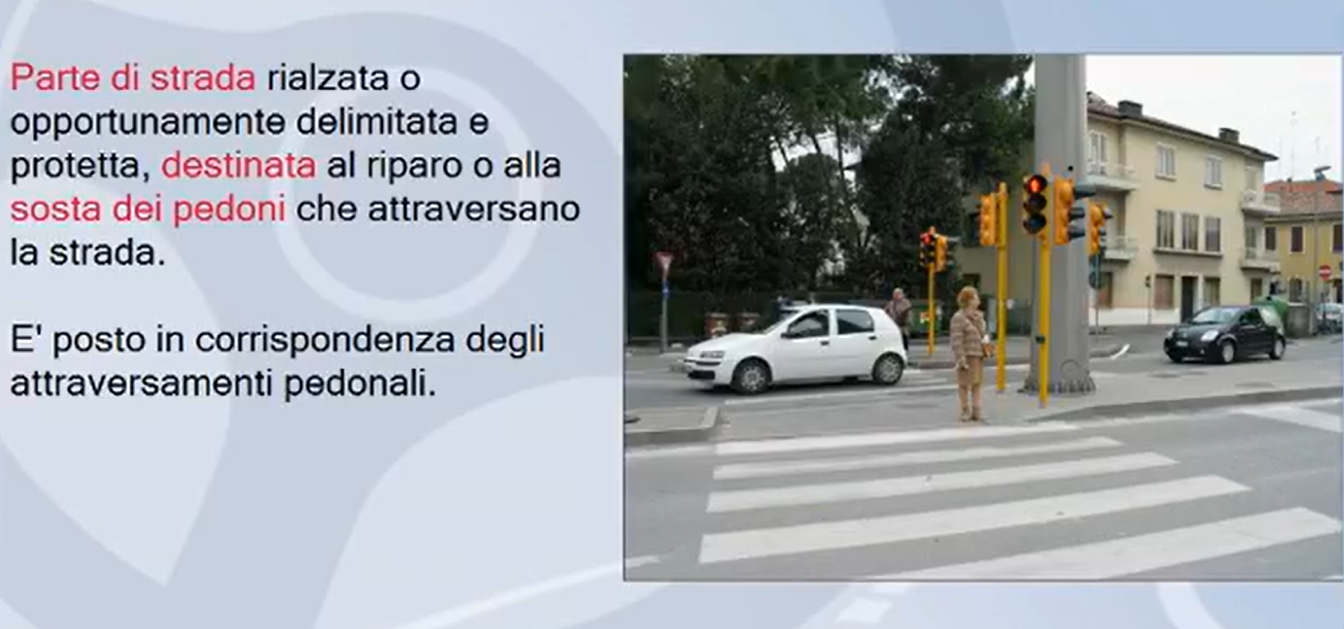 Parte di strada rialzata o
opportunamente delimitata e
protetta, destinata al riparo o alla
sosta dei pedoni che attraversano
la strada.
E' posto in corrispondenza degli
attraversamenti pedonali.